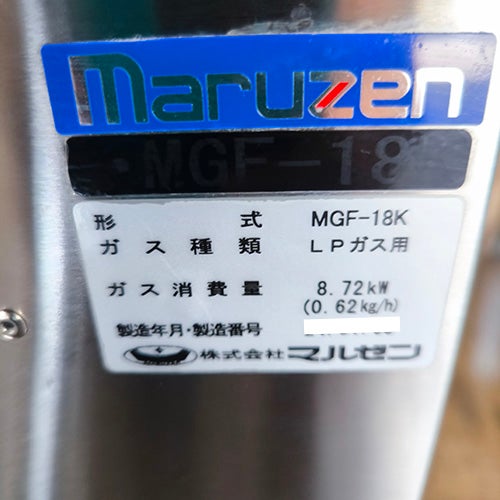 maruzen
MGF-18
形 式 MGF-18K
ガス種類 LPガス用
ガス消費量 8.72kW
(0.62kg/h)
製造年月・製造番号
株式会社マルゼン